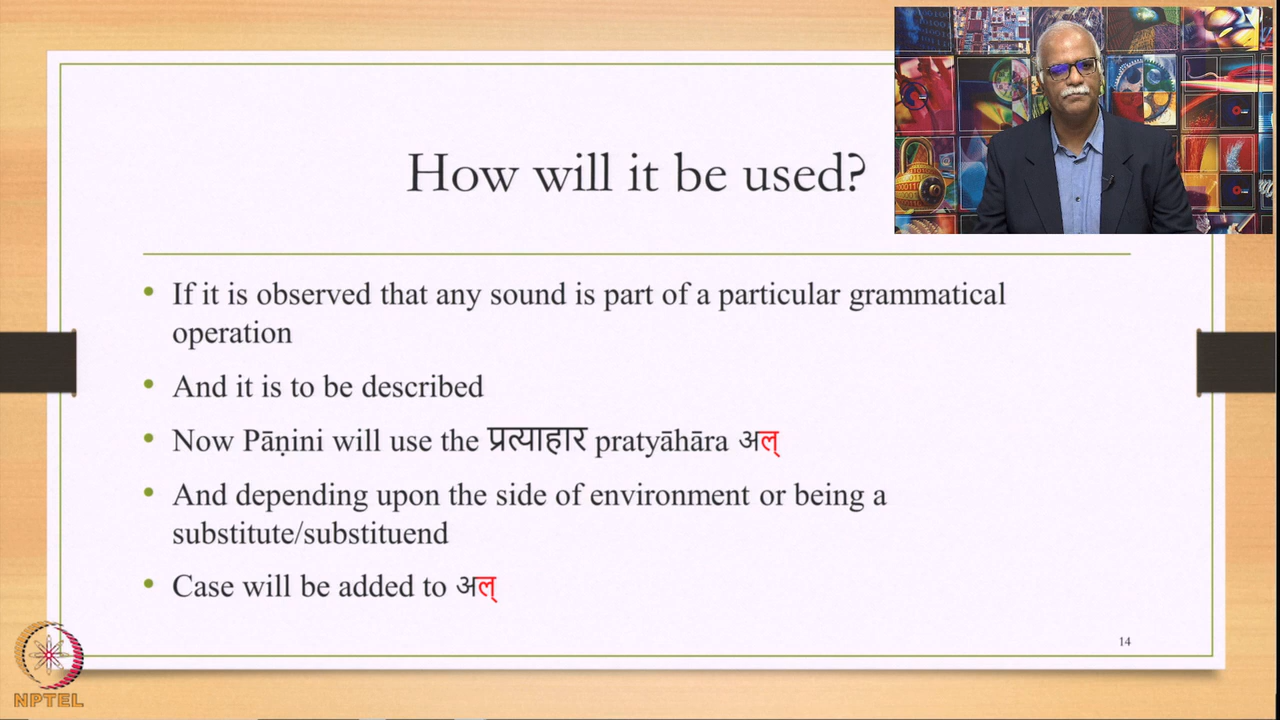 How will it be used?
• If it is observed that any sound is part of a particular grammatical
operation
• And it is to be described
• Now Pāṇini will use the प्रत्याहार pratyāhāra अल्
• And depending upon the side of environment or being a
substitute/substituend
• Case will be added to अल्
14
NPTEL